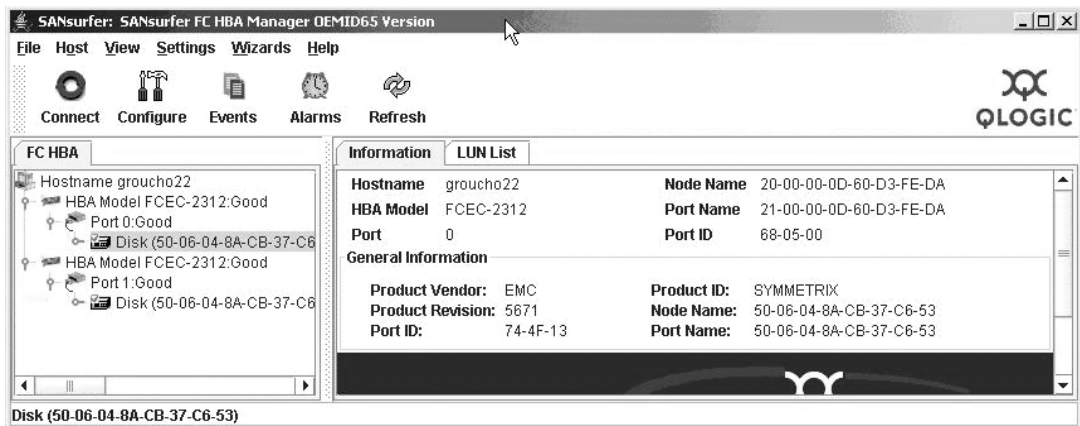 SANsurfer: SANsurfer FC HBA Manager OEMID65 Version
File Host View Settings Wizards Help
Connect Configure Events Alarms Refresh
QLOGIC
FC HBA
Hostname groucho22
HBA Model FCEC-2312:Good
Port 0:Good
Disk (50-06-04-8A-CB-37-C6
HBA Model FCEC-2312:Good
Port 1:Good
Disk (50-06-04-8A-CB-37-C6
Information LUN List
Hostname groucho22 Node Name 20-00-00-0D-60-D3-FE-DA
HBA Model FCEC-2312 Port Name 21-00-00-0D-60-D3-FE-DA
Port 0 Port ID 68-05-00
General Information
Product Vendor: EMC Product ID: SYMMETRIX
Product Revision: 5671 Node Name: 50-06-04-8A-CB-37-C6-53
Port ID: 74-4F-13 Port Name: 50-06-04-8A-CB-37-C6-53
Disk (50-06-04-8A-CB-37-C6-53)